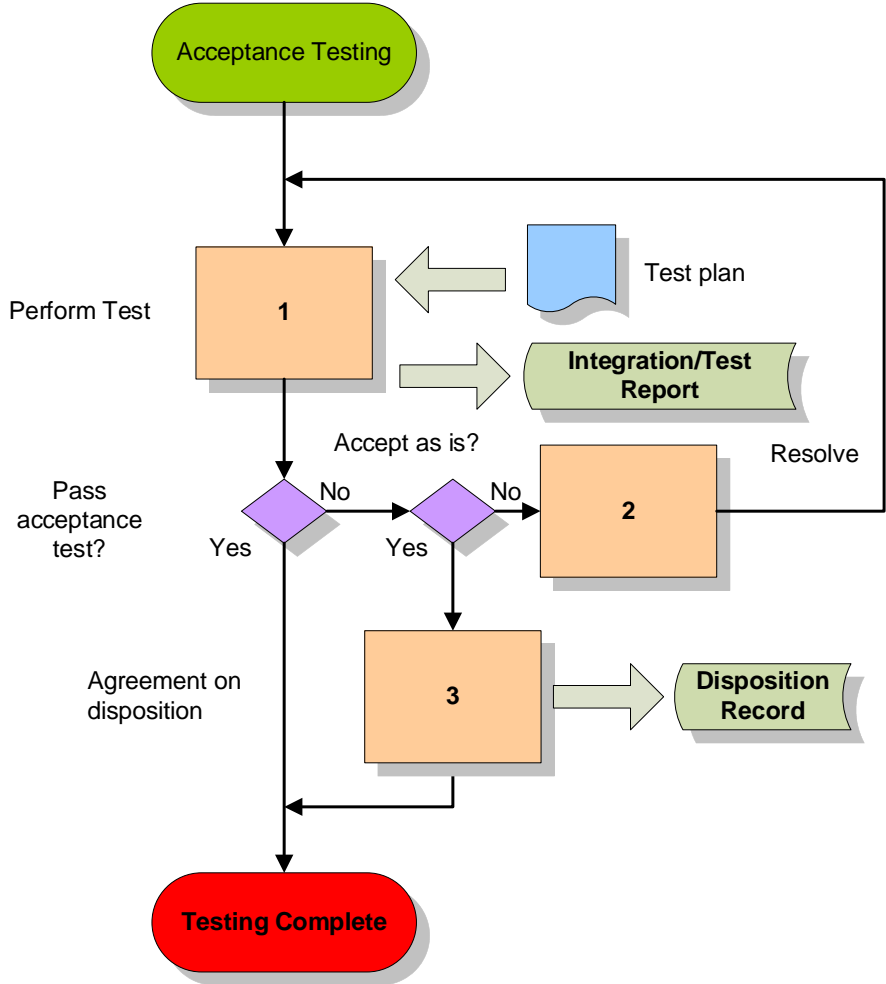 Acceptance Testing
Perform Test
1
Test plan
Integration/Test
Report
Accept as is?
Resolve
Pass
acceptance
test?
No
No
2
Yes
Yes
Agreement on
disposition
3
Disposition
Record
Testing Complete